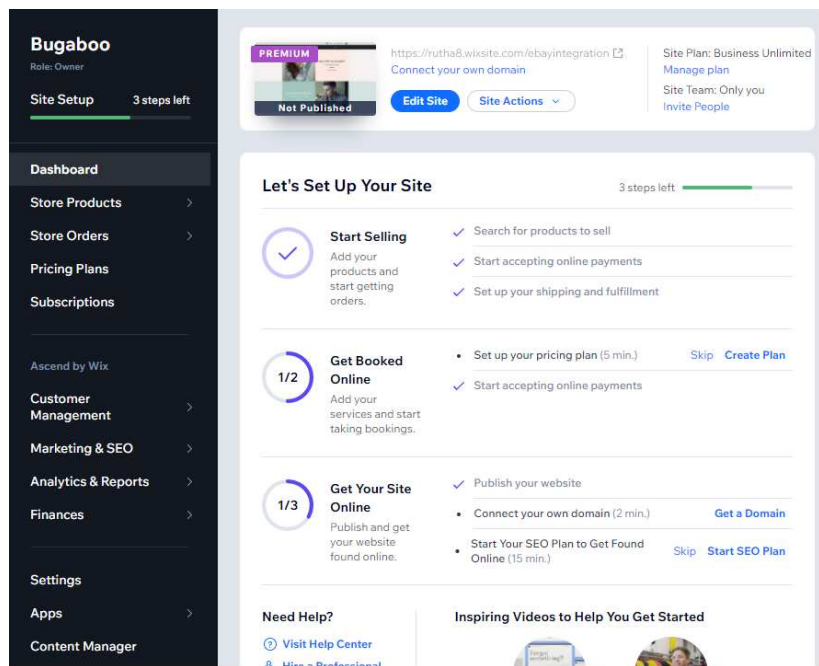 Bugaboo
Role: Owner
Site Setup 3 steps left
Dashboard
Store Products
Store Orders
Pricing Plans
Subscriptions
Ascend by Wix
Customer
Management
Marketing & SEO
Analytics & Reports
Finances
Settings
Apps
Content Manager
PREMIUM
Not Published
https://rutha8.wixsite.com/ebayintegration
Connect your own domain
Edit Site Site Actions
Site Plan: Business Unlimited
Manage plan
Site Team: Only you
Invite People
Let's Set Up Your Site 3 steps left
Start Selling
Add your
products and
start getting
orders.
Search for products to sell
Start accepting online payments
Set up your shipping and fulfillment
1/2
Get Booked
Online
Add your
services and start
taking bookings.
• Set up your pricing plan (5 min.) Skip Create Plan
Start accepting online payments
1/3
Get Your Site
Online
Publish and get
your website
found online.
Publish your website
• Connect your own domain (2 min.) Get a Domain
• Start Your SEO Plan to Get Found
Online (15 min.) Skip Start SEO Plan
Need Help?
Visit Help Center
Hire a Professional
Inspiring Videos to Help You Get Started
Forgot
something?